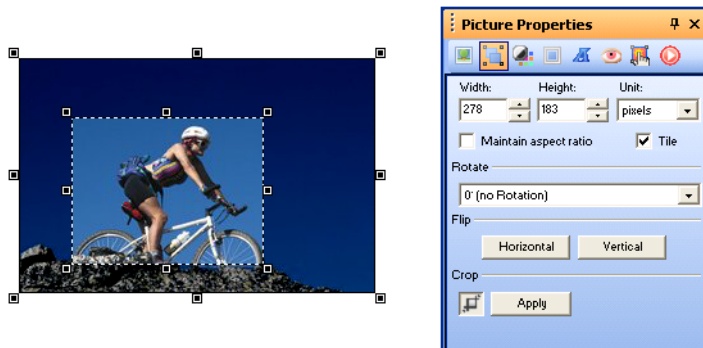 Picture Properties
Width: Height: Unit:
278 183 pixels
Maintain aspect ratio Tile
Rotate
0° (no Rotation)
Flip
Horizontal Vertical
Crop
Apply